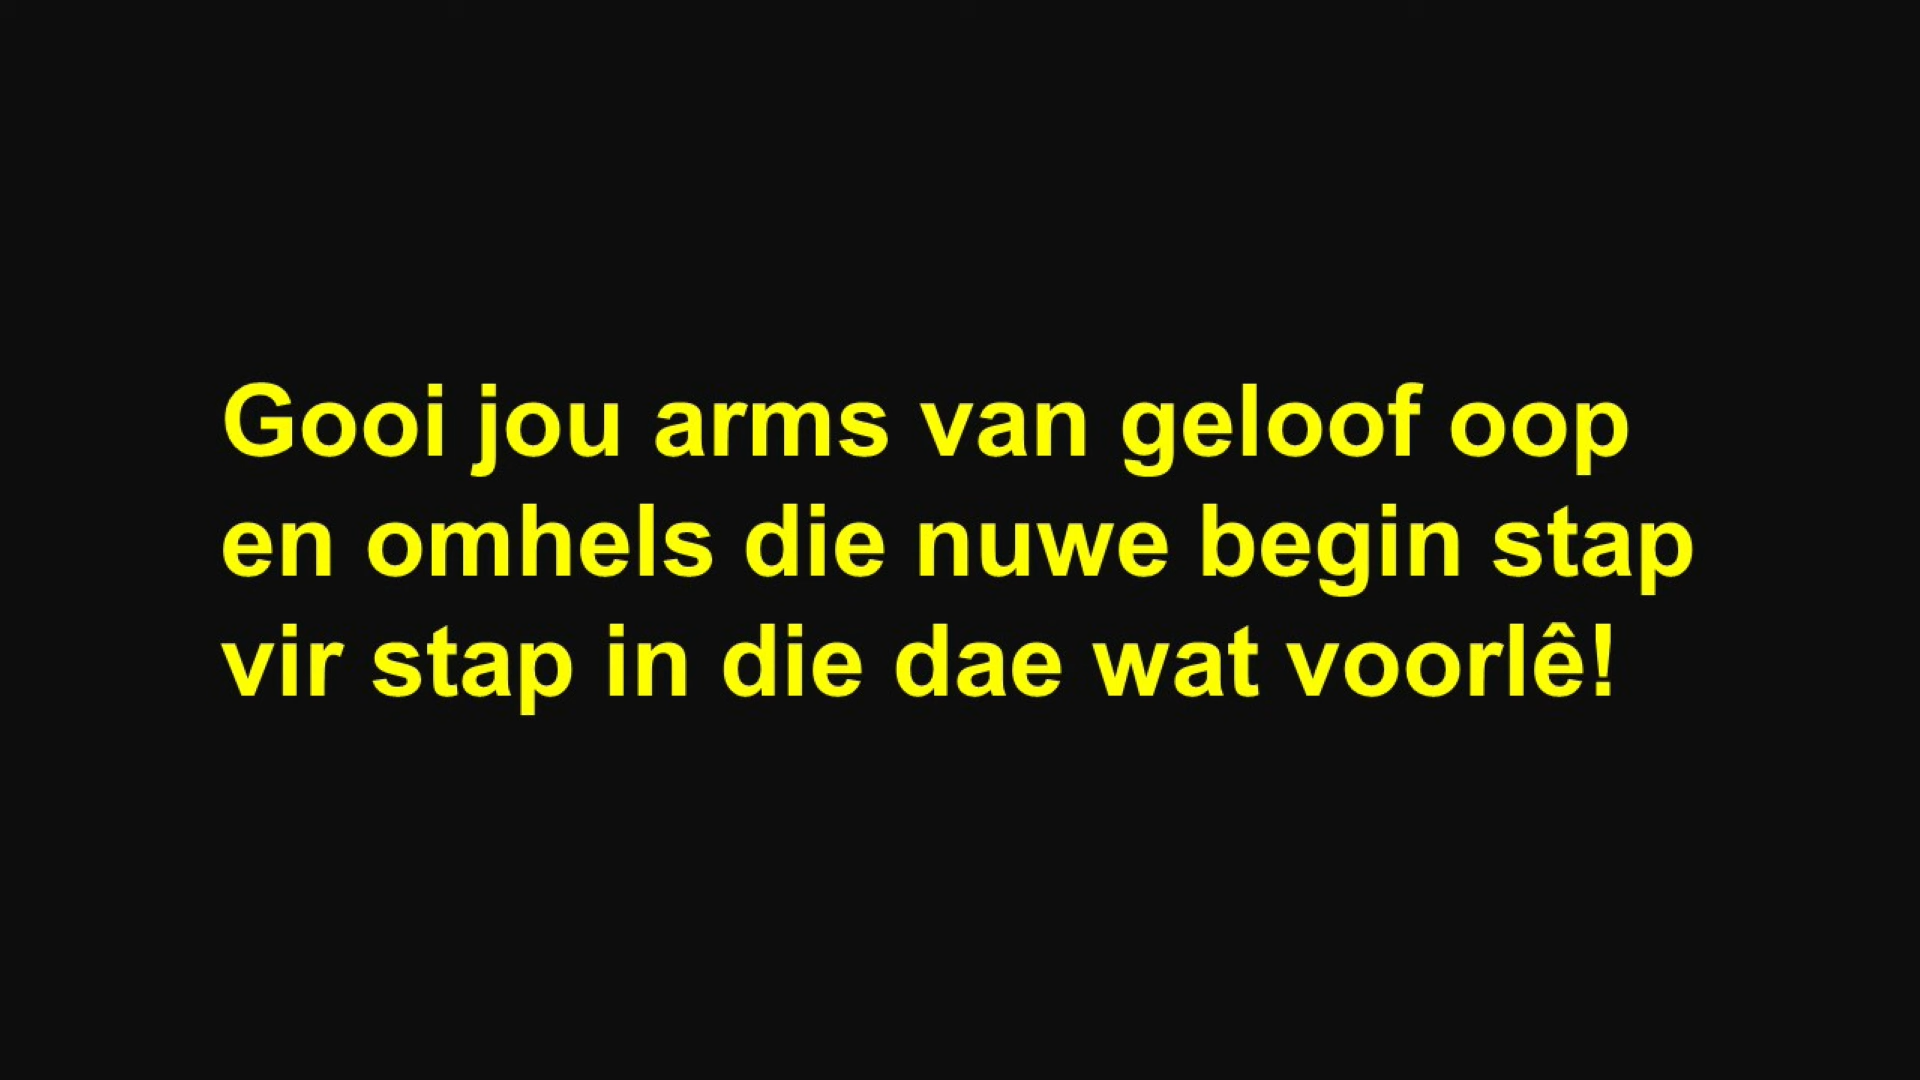 Gooi jou arms van geloof oop
en omhels die nuwe begin stap
vir stap in die dae wat voorlê!